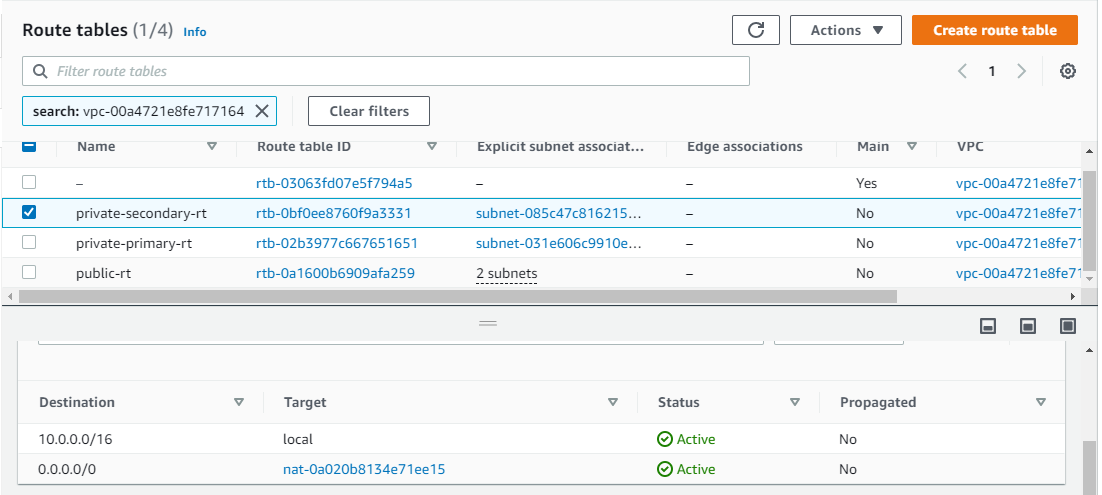 Route tables (1/4) Info
Actions
Create route table
Filter route tables
1
search: vpc-00a4721e8fe717164
Clear filters
Name Route table ID Explicit subnet associat... Edge associations Main VPC
– rtb-03063fd07e5f794a5 – – Yes vpc-00a4721e8fe71
private-secondary-rt rtb-0bf0ee8760f9a3331 subnet-085c47c816215... – No vpc-00a4721e8fe71
private-primary-rt rtb-02b3977c667651651 subnet-031e606c9910e... – No vpc-00a4721e8fe71
public-rt rtb-0a1600b6909afa259 2 subnets – No vpc-00a4721e8fe71
Destination Target Status Propagated
10.0.0.0/16 local Active No
0.0.0.0/0 nat-0a020b8134e71ee15 Active No